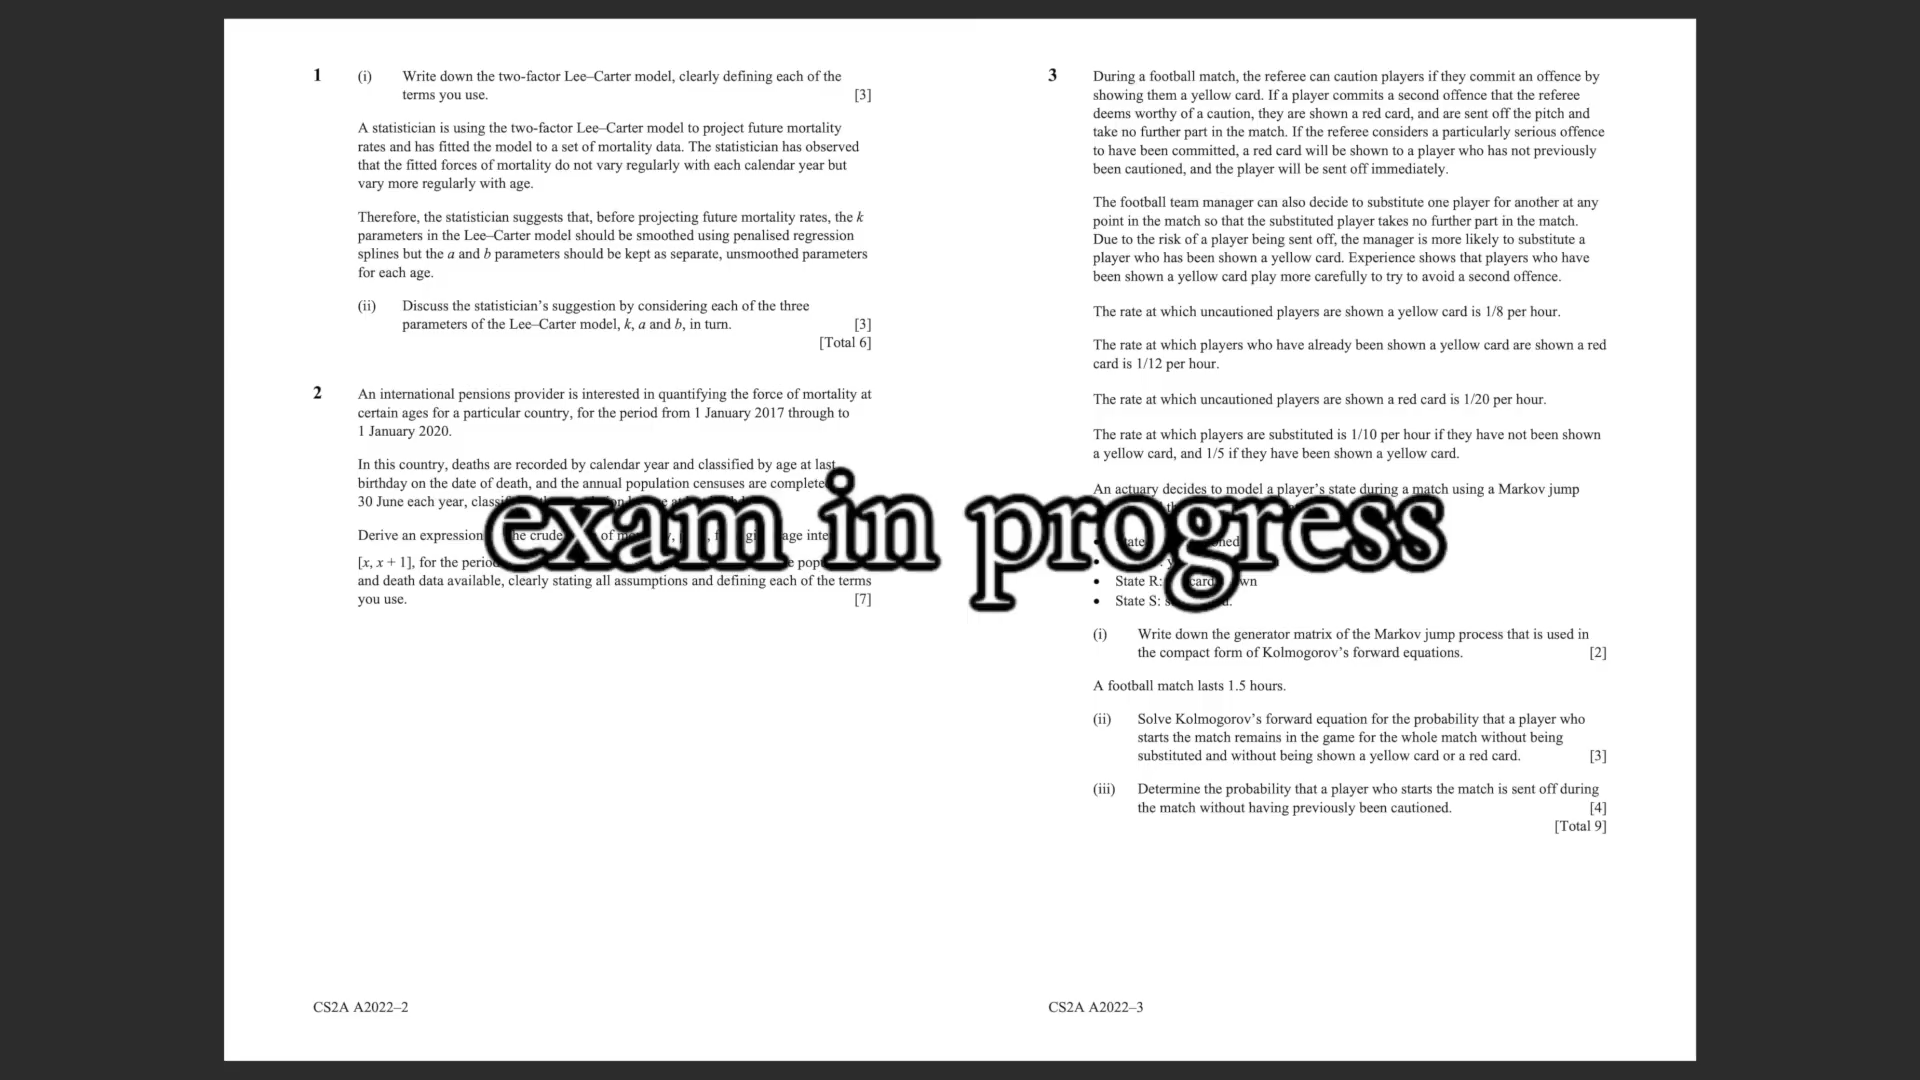 1 (i) Write down the two-factor Lee–Carter model, clearly defining each of the
terms you use. [3]
A statistician is using the two-factor Lee–Carter model to project future mortality
rates and has fitted the model to a set of mortality data. The statistician has observed
that the fitted forces of mortality do not vary regularly with each calendar year but
vary more regularly with age.
Therefore, the statistician suggests that, before projecting future mortality rates, the k
parameters in the Lee–Carter model should be smoothed using penalised regression
splines but the a and b parameters should be kept as separate, unsmoothed parameters
for each age.
(ii) Discuss the statistician’s suggestion by considering each of the three
parameters of the Lee–Carter model, k, a and b, in turn. [3]
[Total 6]
2 An international pensions provider is interested in quantifying the force of mortality at
certain ages for a particular country, for the period from 1 January 2017 through to
1 January 2020.
In this country, deaths are recorded by calendar year and classified by age at last
birthday on the date of death, and the annual population censuses are
30 June each year,
Derive an expression
[x, x + 1], for the
and death data available, clearly stating all assumptions and defining each of the terms
you use. [7]
CS2A A2022–2
3 During a football match, the referee can caution players if they commit an offence by
showing them a yellow card. If a player commits a second offence that the referee
deems worthy of a caution, they are shown a red card, and are sent off the pitch and
take no further part in the match. If the referee considers a particularly serious offence
to have been committed, a red card will be shown to a player who has not previously
been cautioned, and the player will be sent off immediately.
The football team manager can also decide to substitute one player for another at any
point in the match so that the substituted player takes no further part in the match.
Due to the risk of a player being sent off, the manager is more likely to substitute a
player who has been shown a yellow card. Experience shows that players who have
been shown a yellow card play more carefully to try to avoid a second offence.
The rate at which uncautioned players are shown a yellow card is 1/8 per hour.
The rate at which players who have already been shown a yellow card are shown a red
card is 1/12 per hour.
The rate at which uncautioned players are shown a red card is 1/20 per hour.
The rate at which players are substituted is 1/10 per hour if they have not been shown
a yellow card, and 1/5 if they have been shown a yellow card.
An actuary decides to model a player’s state during a match using a Markov jump
exam in progress
• State R:
• State S:
(i) Write down the generator matrix of the Markov jump process that is used in
the compact form of Kolmogorov’s forward equations. [2]
A football match lasts 1.5 hours.
(ii) Solve Kolmogorov’s forward equation for the probability that a player who
starts the match remains in the game for the whole match without being
substituted and without being shown a yellow card or a red card. [3]
(iii) Determine the probability that a player who starts the match is sent off during
the match without having previously been cautioned. [4]
[Total 9]
CS2A A2022–3